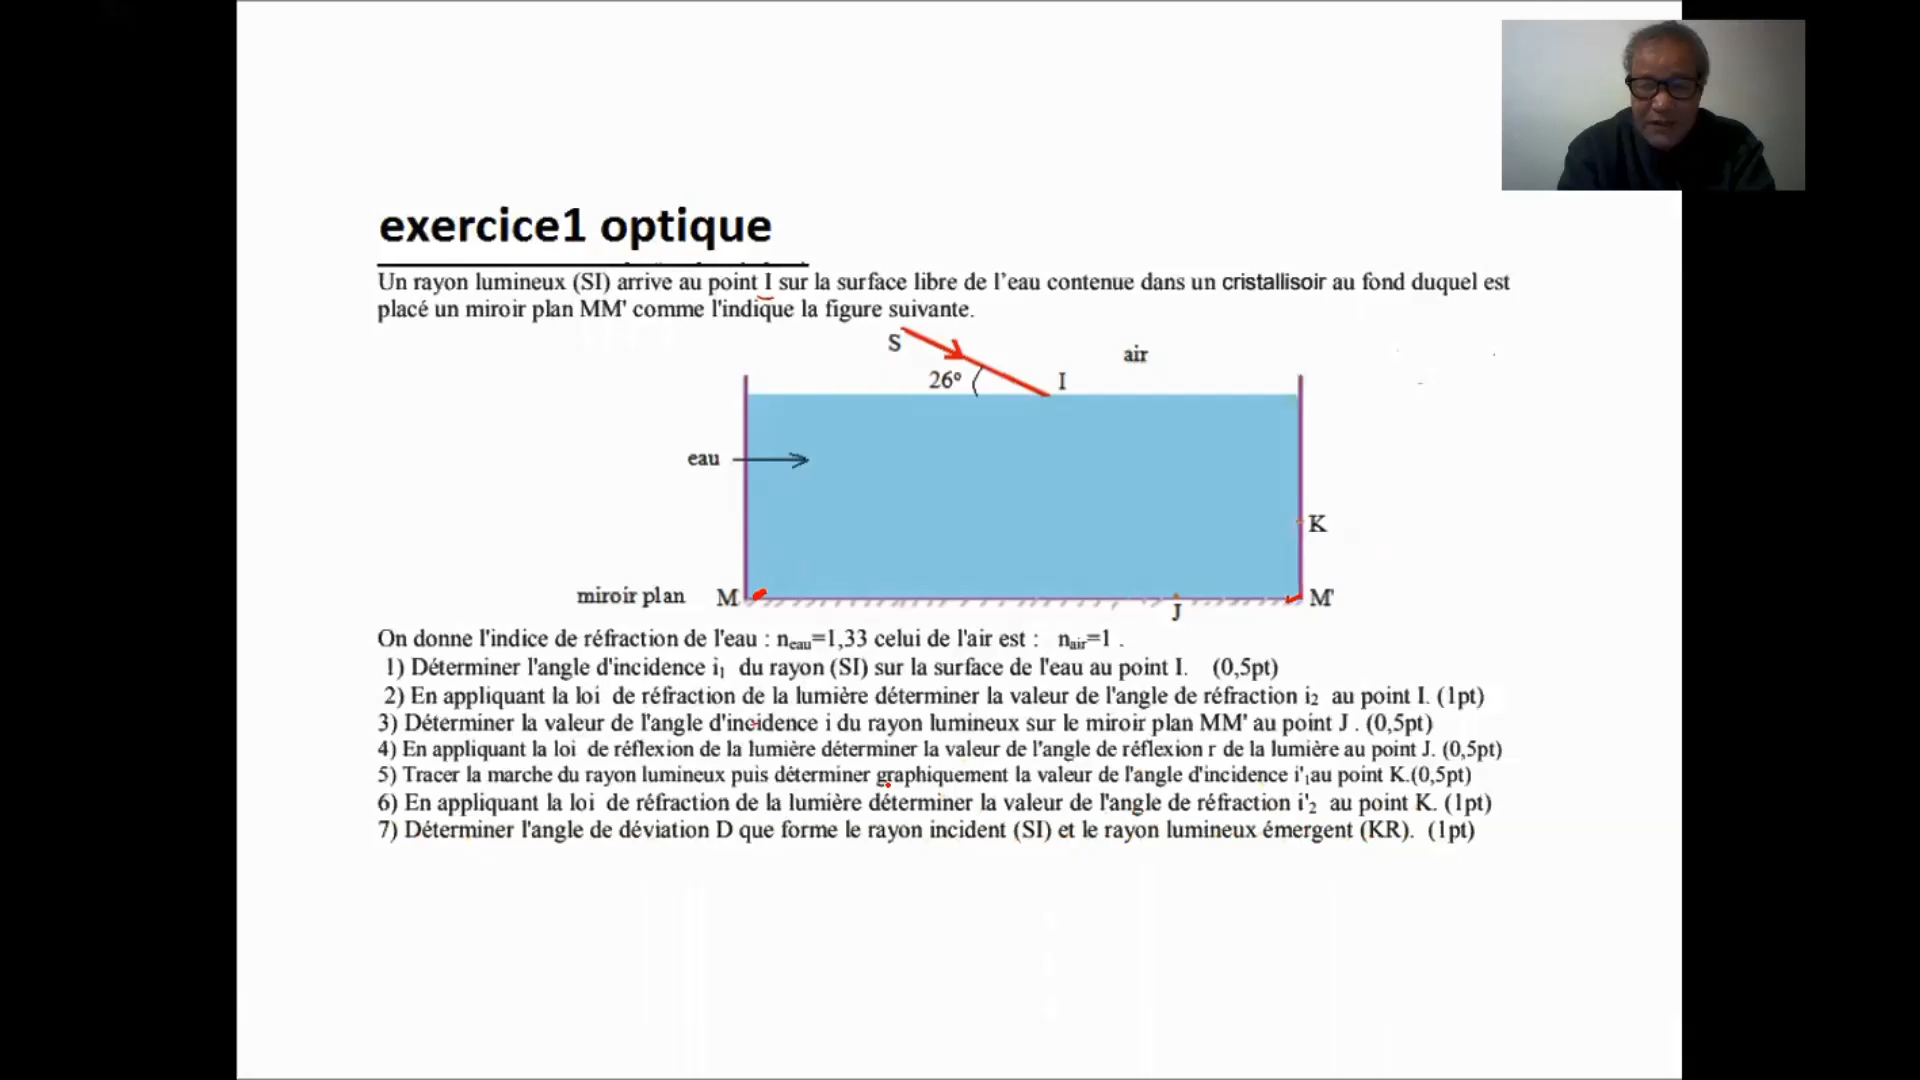 exercice1 optique
Un rayon lumineux (SI) arrive au point I sur la surface libre de l’eau contenue dans un cristallisoir au fond duquel est
placé un miroir plan MM' comme l'indique la figure suivante.
S
air
26°
I
eau
K
miroir plan M
M'
J
On donne l'indice de réfraction de l'eau : neau=1,33 celui de l'air est : nair=1 .
1) Déterminer l'angle d'incidence i1 du rayon (SI) sur la surface de l'eau au point I. (0,5pt)
2) En appliquant la loi de réfraction de la lumière déterminer la valeur de l'angle de réfraction i2 au point I. (1pt)
3) Déterminer la valeur de l'angle d'incidence i du rayon lumineux sur le miroir plan MM' au point J . (0,5pt)
4) En appliquant la loi de réflexion de la lumière déterminer la valeur de l'angle de réflexion r de la lumière au point J. (0,5pt)
5) Tracer la marche du rayon lumineux puis déterminer graphiquement la valeur de l'angle d'incidence i'1au point K.(0,5pt)
6) En appliquant la loi de réfraction de la lumière déterminer la valeur de l'angle de réfraction i'2 au point K. (1pt)
7) Déterminer l'angle de déviation D que forme le rayon incident (SI) et le rayon lumineux émergent (KR). (1pt)